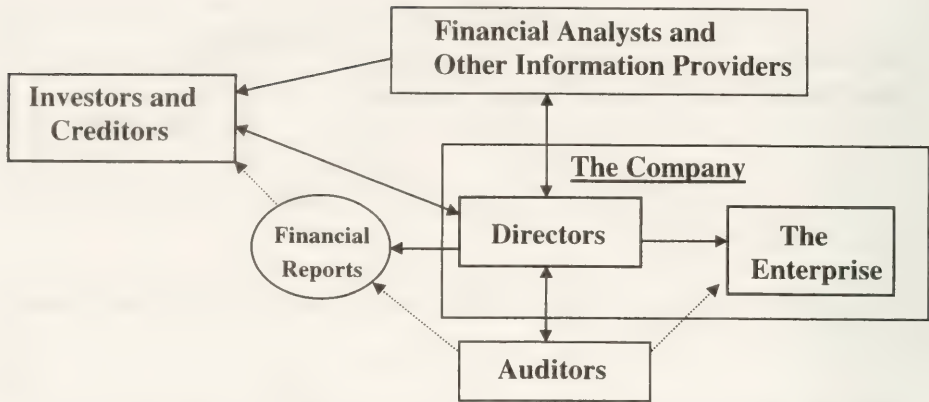 Financial Analysts and
Other Information Providers
Investors and
Creditors
The Company
Directors
The
Enterprise
Financial
Reports
Auditors